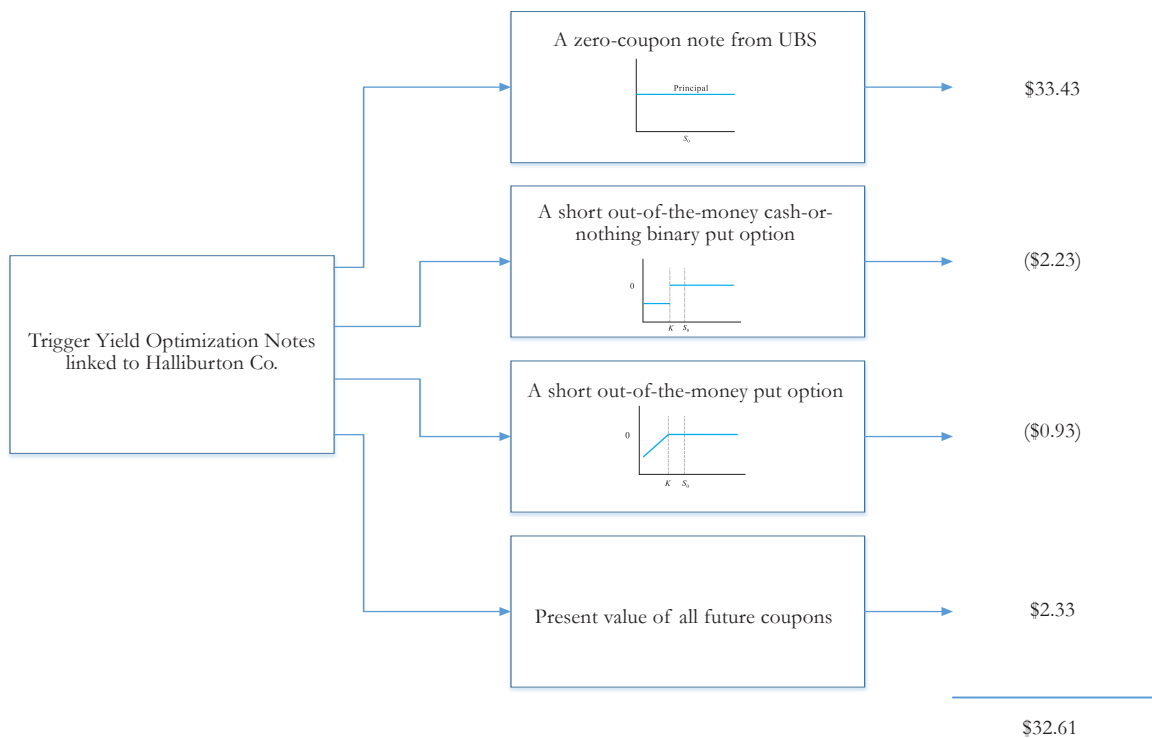 A zero-coupon note from UBS
Principal
S0
$33.43
A short out-of-the-money cash-or-
nothing binary put option
0
K S0
($2.23)
Trigger Yield Optimization Notes
linked to Halliburton Co.
A short out-of-the-money put option
0
K S0
($0.93)
Present value of all future coupons
$2.33
$32.61